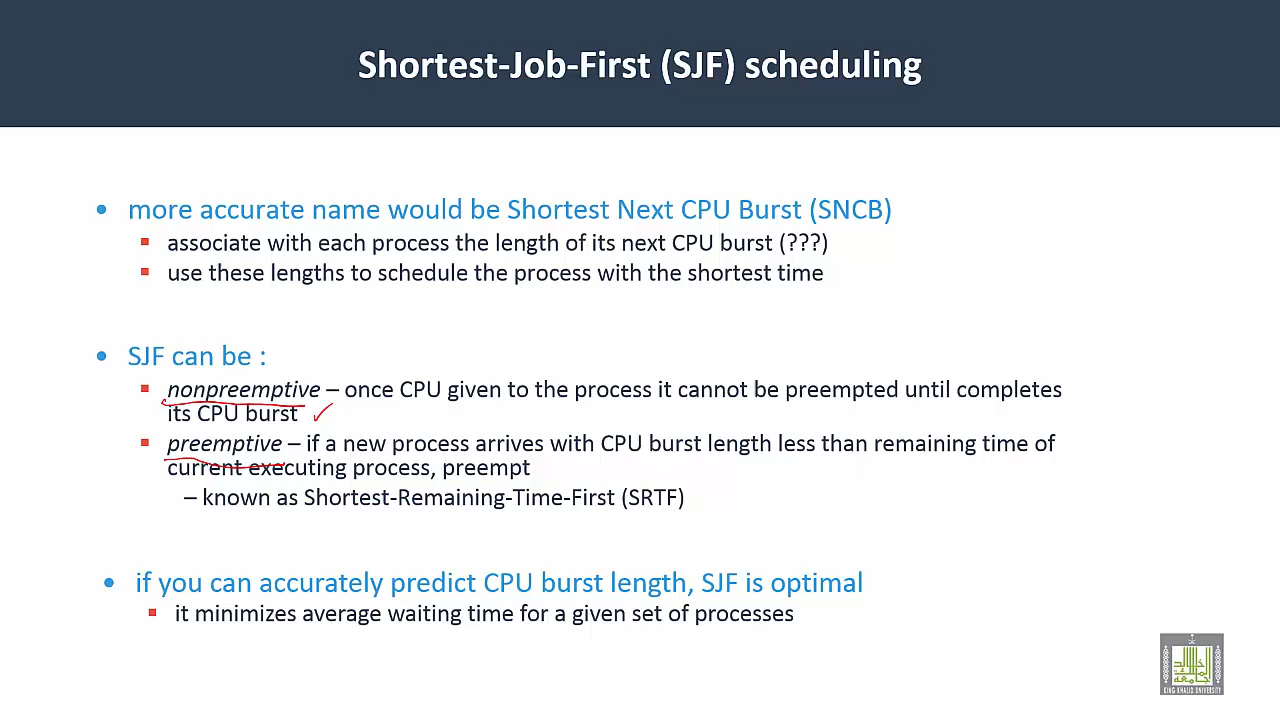 Shortest-Job-First (SJF) scheduling
• more accurate name would be Shortest Next CPU Burst (SNCB)
▪ associate with each process the length of its next CPU burst (???)
▪ use these lengths to schedule the process with the shortest time
• SJF can be :
▪ nonpreemptive – once CPU given to the process it cannot be preempted until completes
its CPU burst
▪ preemptive – if a new process arrives with CPU burst length less than remaining time of
current executing process, preempt
– known as Shortest-Remaining-Time-First (SRTF)
• if you can accurately predict CPU burst length, SJF is optimal
▪ it minimizes average waiting time for a given set of processes
KING KHALID UNIVERSITY